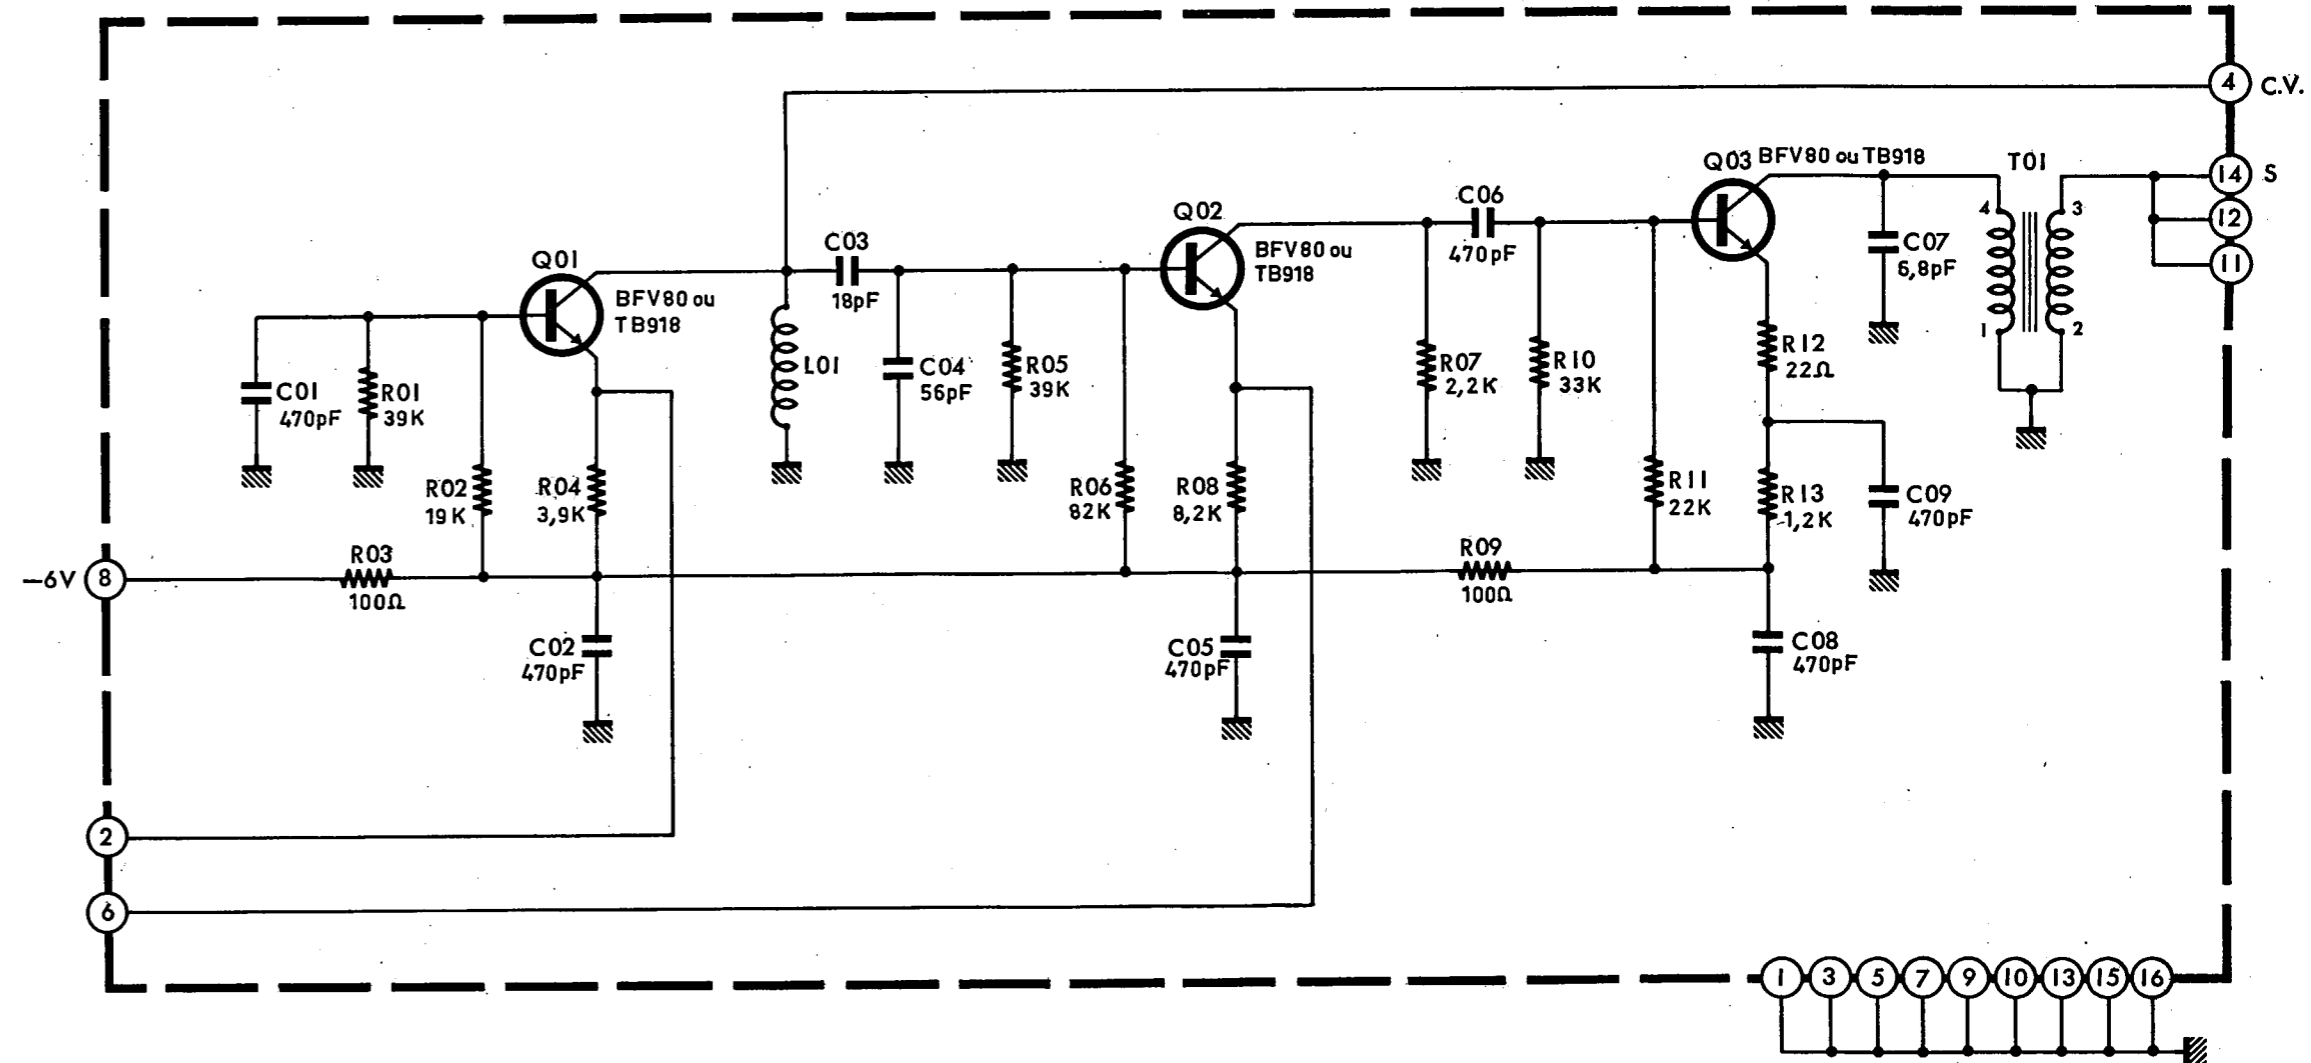 4 C.V.
Q03 BFV80 ou TB918
T01
14 S
12
11
4
3
1
2
C06
470pF
Q02
BFV80 ou
TB918
C07
6,8pF
C03
18pF
Q01
BFV80 ou
TB918
L01
C04
56pF
R05
39K
R07
2,2K
R10
33K
R12
22Ω
C01
470pF
R01
39K
R02
19K
R04
3,9K
R06
82K
R08
8,2K
R11
22K
R13
1,2K
C09
470pF
-6V 8
R03
100Ω
R09
100Ω
C02
470pF
C05
470pF
C08
470pF
2
6
1 3 5 7 9 10 13 15 16